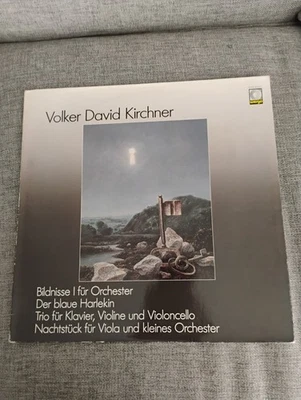 Volker David Kirchner
Bildnisse I für Orchester
Der blaue Harlekin
Trio für Klavier, Violine und Violoncello
Nachtstück für Viola und kleines Orchester